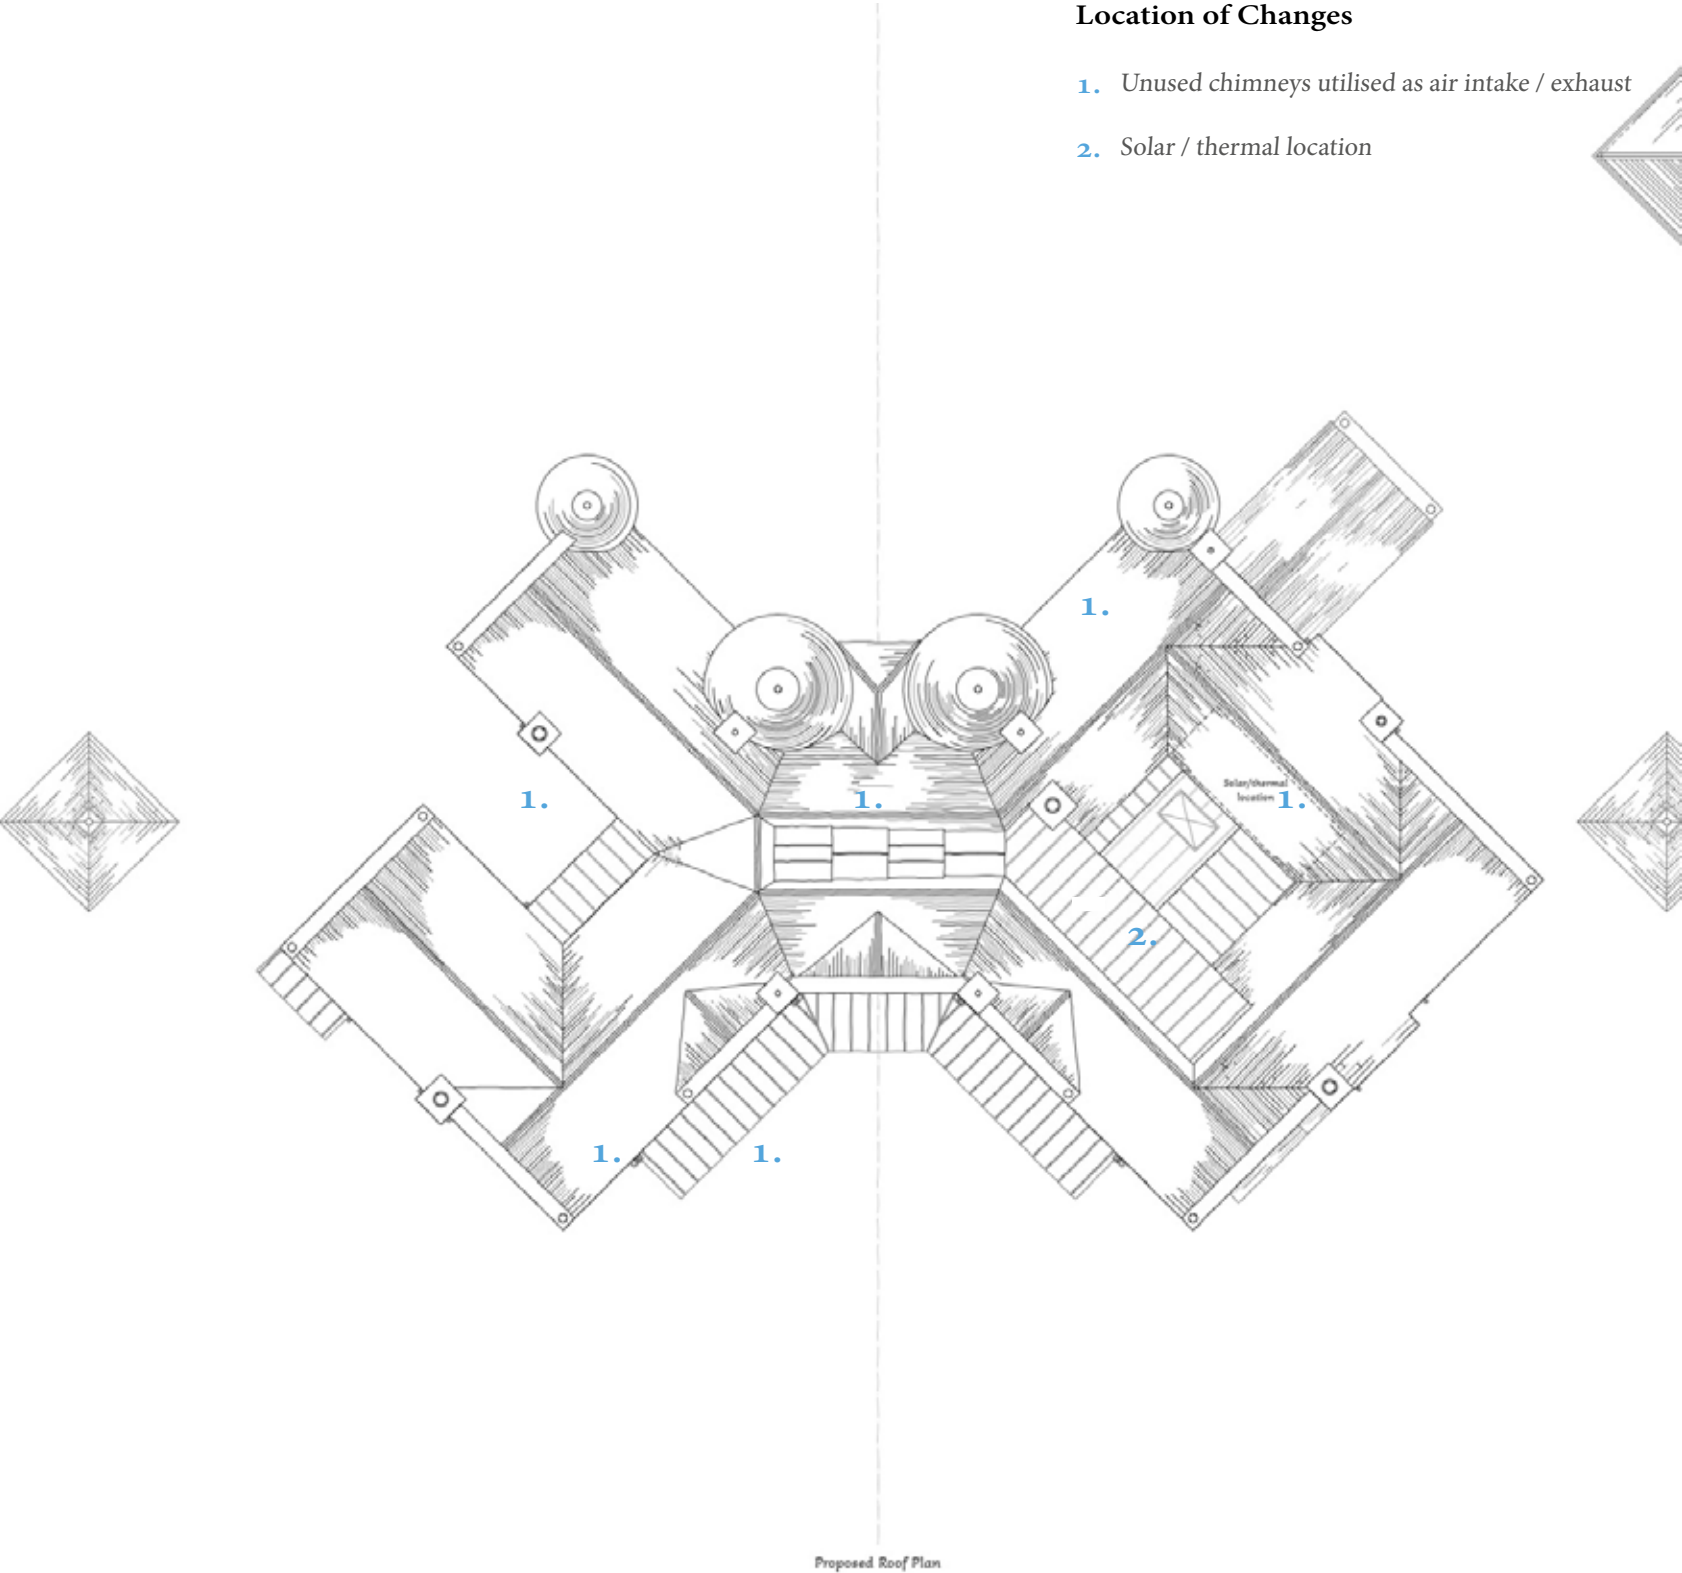 Location of Changes
1. Unused chimneys utilised as air intake / exhaust
2. Solar / thermal location
1.
Solar/thermal
location
1.
1.
1.
2.
1.
1.
Proposed Roof Plan